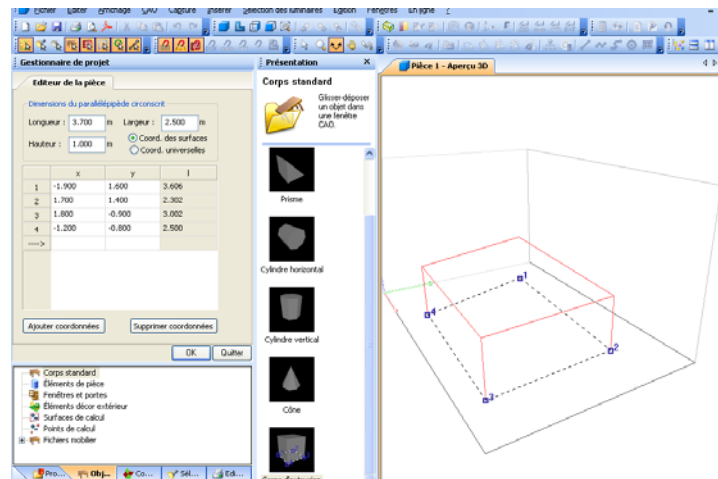 Fichier Editer Affichage CAO Capture Insérer Sélection des luminaires Edition Fenêtres En ligne ?
Gestionnaire de projet
Editeur de la pièce
Dimensions du parallélépipède circonscrit
Longueur : 3.700 m Largeur : 2.500 m
Hauteur : 1.000 m
Coord. des surfaces
Coord. universelles
x y l
1 -1.900 1.600 3.606
2 1.700 1.400 2.302
3 1.800 -0.900 3.002
4 -1.200 -0.800 2.500
---->
Ajouter coordonnées Supprimer coordonnées
OK Quitter
Corps standard
Éléments de pièce
Fenêtres et portes
Éléments décor extérieur
Surfaces de calcul
Points de calcul
Fichiers mobilier
Pro... Obj... Co... Sél... Edi...
Présentation X
Corps standard
Glisser-déposer
un objet dans
une fenêtre
CAO.
Prisme
Cylindre horizontal
Cylindre vertical
Cône
Pièce 1 - Aperçu 3D
1
4
2
3